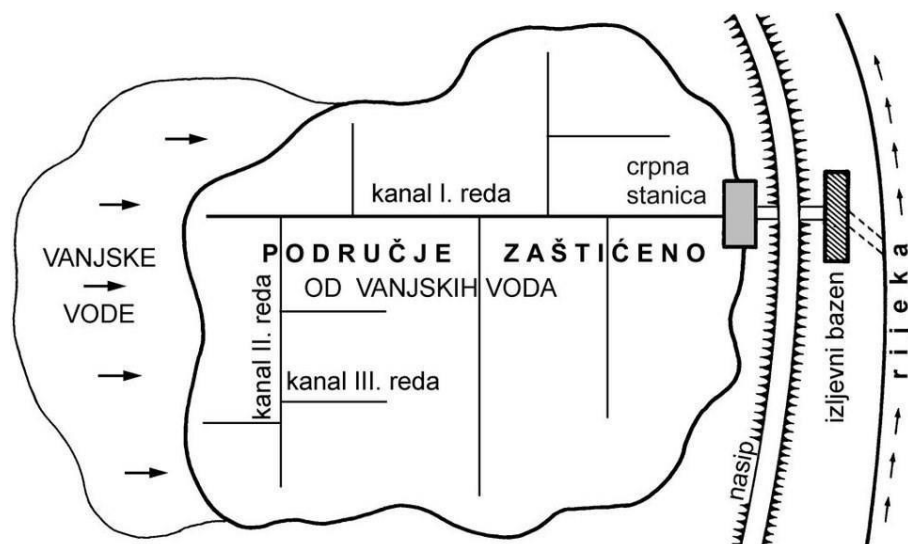 crpna
stanica
kanal I. reda
VANJSKE
VODE
PODRUČJE ZAŠTIĆENO
OD VANJSKIH VODA
kanal II. reda
kanal III. reda
nasip
izljevni bazen
rijeka